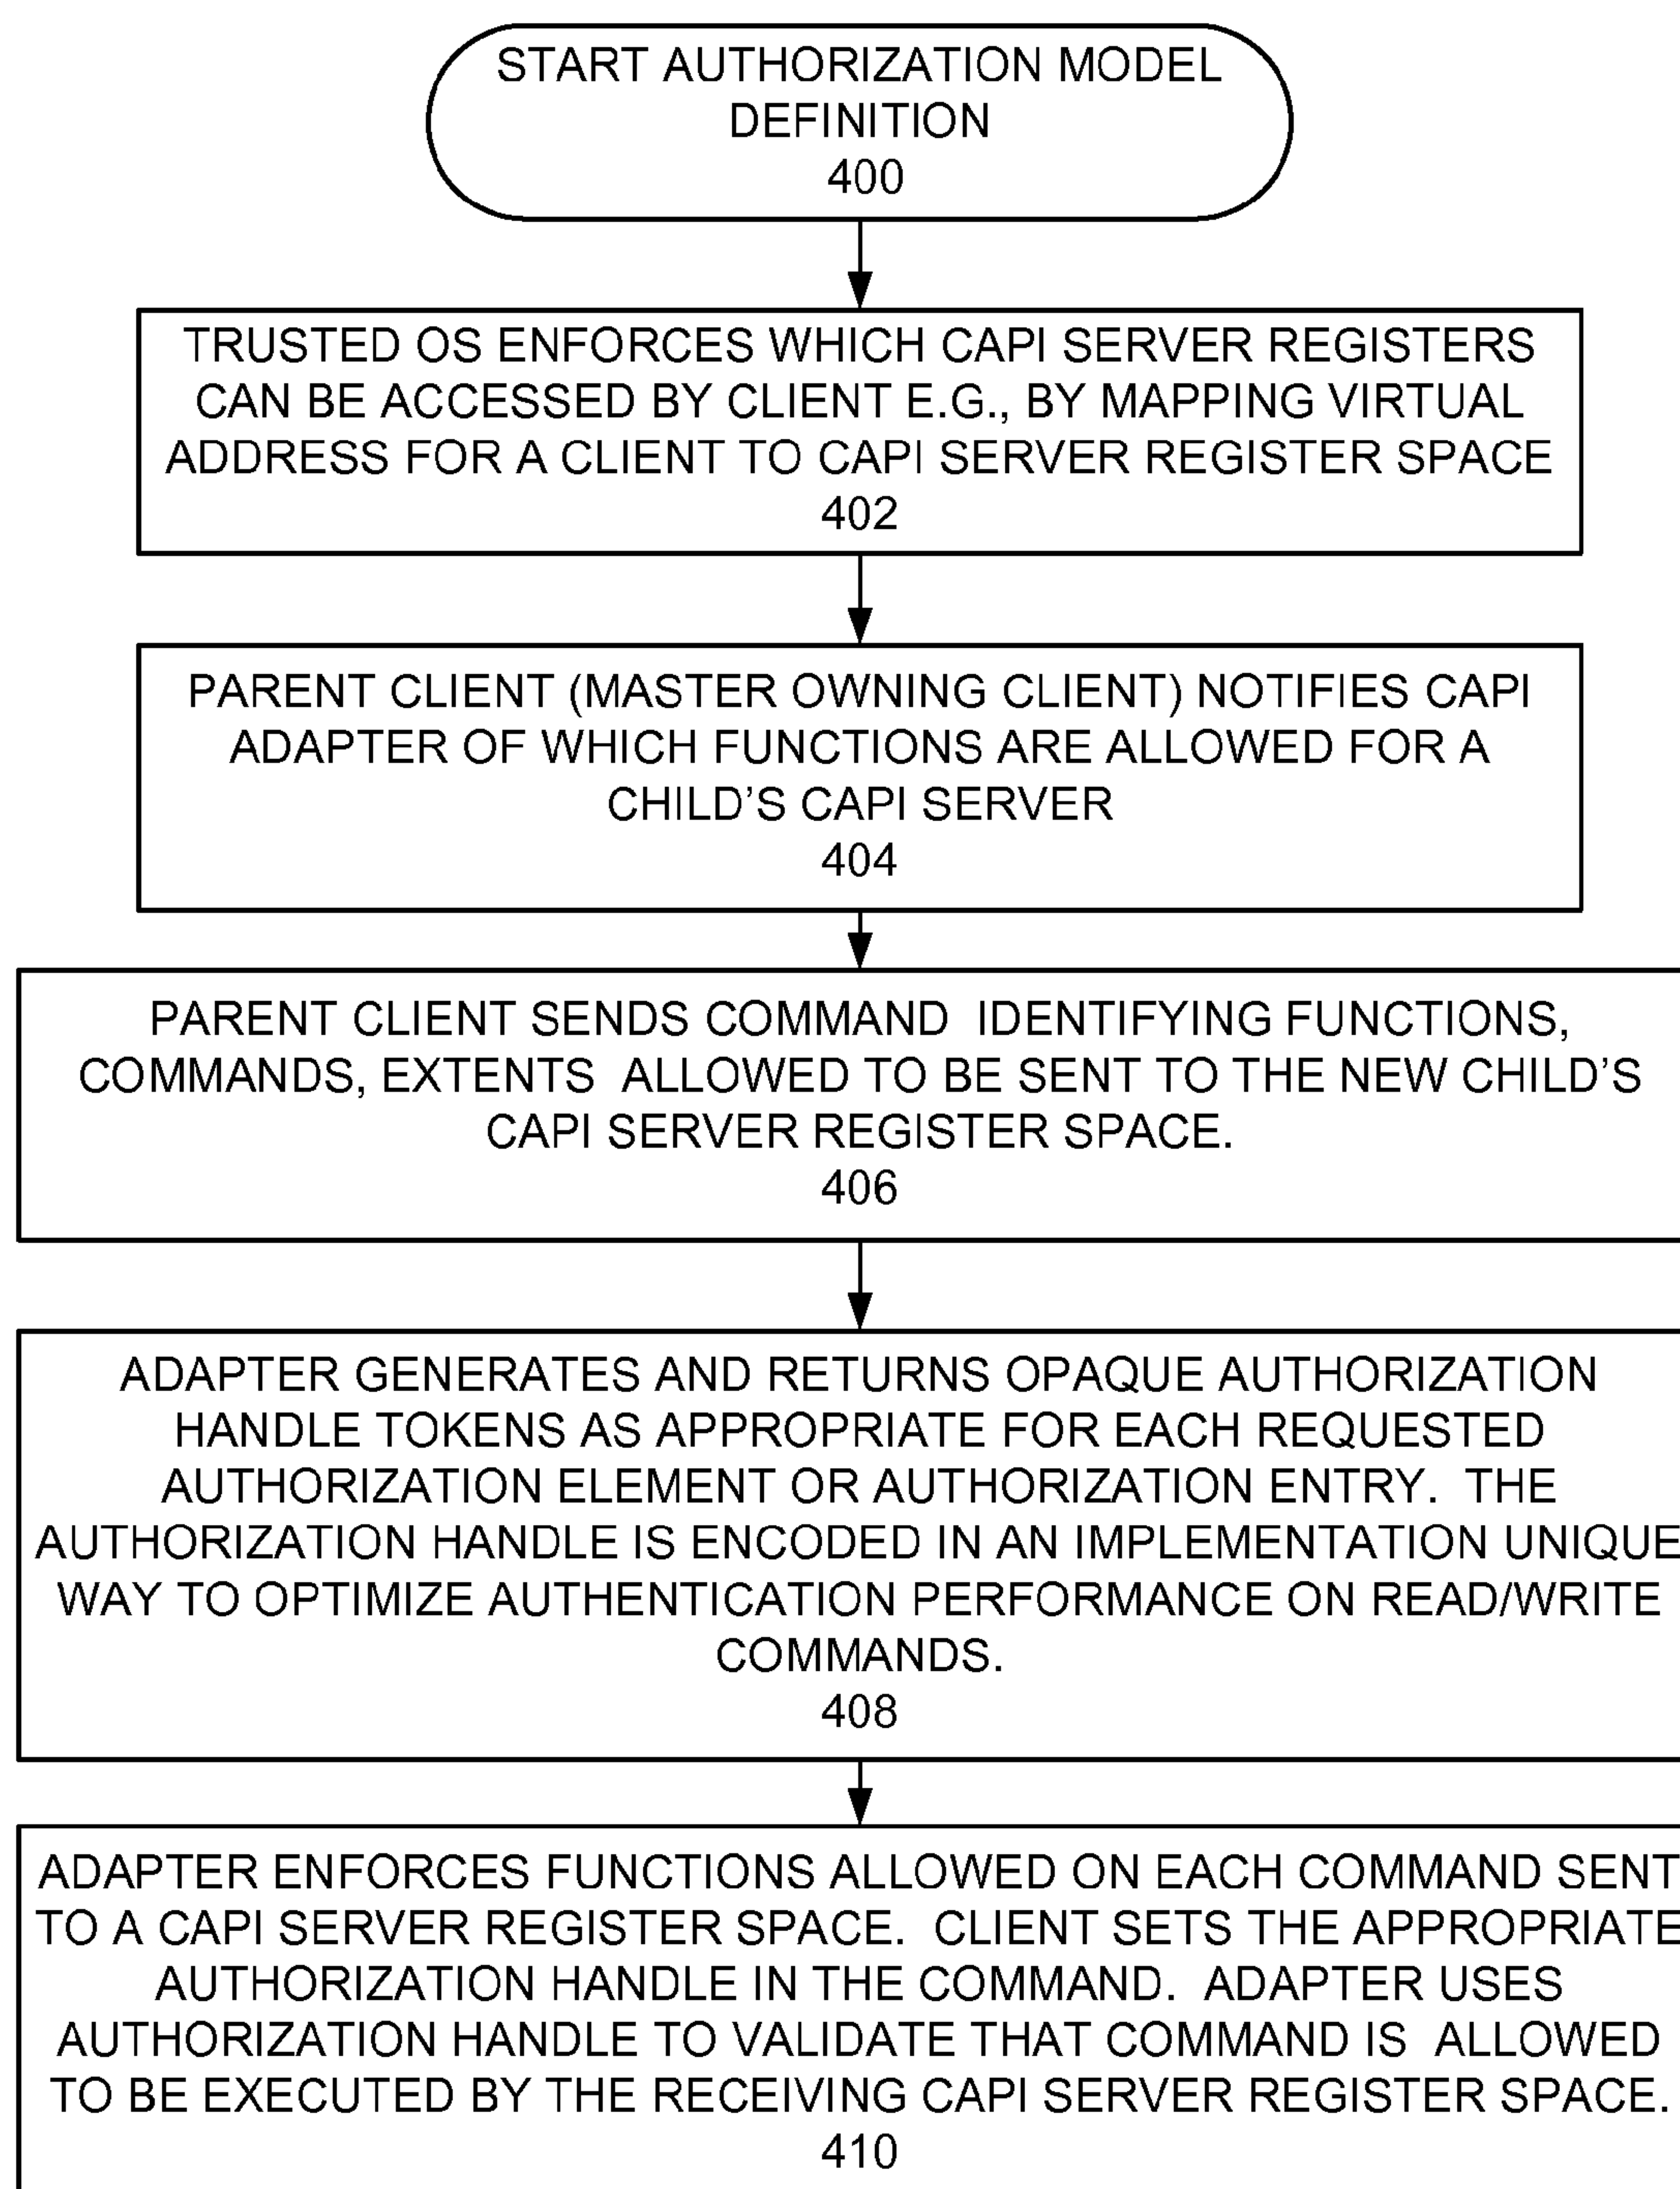 START AUTHORIZATION MODEL
DEFINITION
400
TRUSTED OS ENFORCES WHICH CAPI SERVER REGISTERS
CAN BE ACCESSED BY CLIENT E.G., BY MAPPING VIRTUAL
ADDRESS FOR A CLIENT TO CAPI SERVER REGISTER SPACE
402
PARENT CLIENT (MASTER OWNING CLIENT) NOTIFIES CAPI
ADAPTER OF WHICH FUNCTIONS ARE ALLOWED FOR A
CHILD'S CAPI SERVER
404
PARENT CLIENT SENDS COMMAND  IDENTIFYING FUNCTIONS,
COMMANDS, EXTENTS  ALLOWED TO BE SENT TO THE NEW CHILD'S
CAPI SERVER REGISTER SPACE.
406
ADAPTER GENERATES AND RETURNS OPAQUE AUTHORIZATION
HANDLE TOKENS AS APPROPRIATE FOR EACH REQUESTED
AUTHORIZATION ELEMENT OR AUTHORIZATION ENTRY.  THE
AUTHORIZATION HANDLE IS ENCODED IN AN IMPLEMENTATION UNIQUE
WAY TO OPTIMIZE AUTHENTICATION PERFORMANCE ON READ/WRITE
COMMANDS.
408
ADAPTER ENFORCES FUNCTIONS ALLOWED ON EACH COMMAND SENT
TO A CAPI SERVER REGISTER SPACE.  CLIENT SETS THE APPROPRIATE
AUTHORIZATION HANDLE IN THE COMMAND.  ADAPTER USES
AUTHORIZATION HANDLE TO VALIDATE THAT COMMAND IS  ALLOWED
TO BE EXECUTED BY THE RECEIVING CAPI SERVER REGISTER SPACE.
410